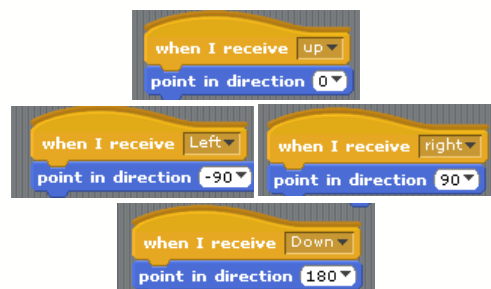 when I receive up
point in direction 0
when I receive Left
point in direction -90
when I receive right
point in direction 90
when I receive Down
point in direction 180